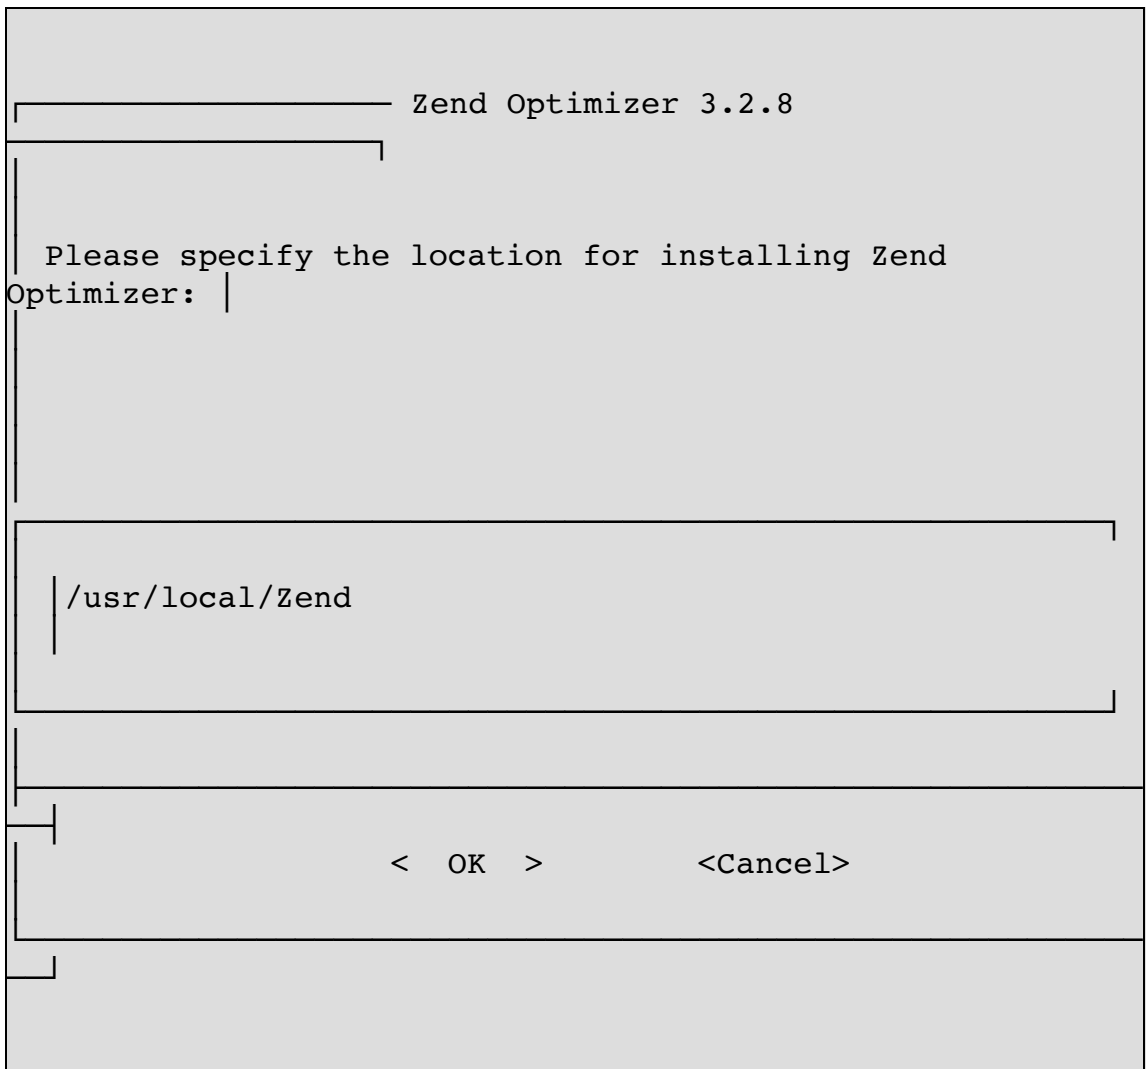 Zend Optimizer 3.2.8
Please specify the location for installing Zend
Optimizer:
/usr/local/Zend
<  OK  >        <Cancel>